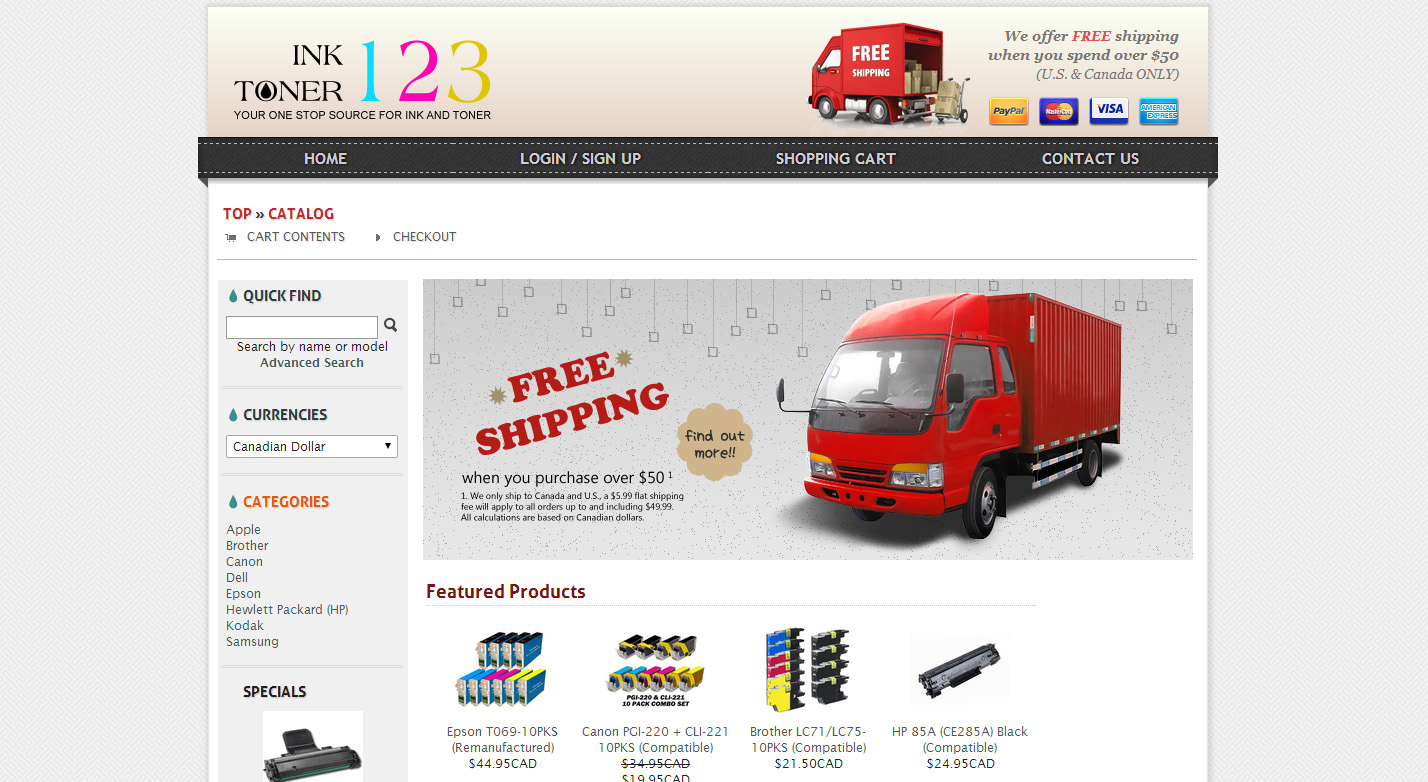 INK
TONER
123
YOUR ONE STOP SOURCE FOR INK AND TONER
FREE
SHIPPING
We offer FREE shipping
when you spend over $50
(U.S. & Canada ONLY)
PayPal
MasterCard
VISA
AMERICAN
EXPRESS
HOME
LOGIN / SIGN UP
SHOPPING CART
CONTACT US
TOP » CATALOG
CART CONTENTS
CHECKOUT
QUICK FIND
Search by name or model
Advanced Search
CURRENCIES
Canadian Dollar
CATEGORIES
Apple
Brother
Canon
Dell
Epson
Hewlett Packard (HP)
Kodak
Samsung
SPECIALS
FREE
SHIPPING
find out
more!!
when you purchase over $50 1
1. We only ship to Canada and U.S., a $5.99 flat shipping
fee will apply to all orders up to and including $49.99.
All calculations are based on Canadian dollars.
Featured Products
Epson T069-10PKS
(Remanufactured)
$44.95CAD
PGI-220 & CLI-221
10 PACK COMBO SET
Canon PGI-220 + CLI-221
10PKS (Compatible)
$34.95CAD
$19.95CAD
Brother LC71/LC75-
10PKS (Compatible)
$21.50CAD
HP 85A (CE285A) Black
(Compatible)
$24.95CAD